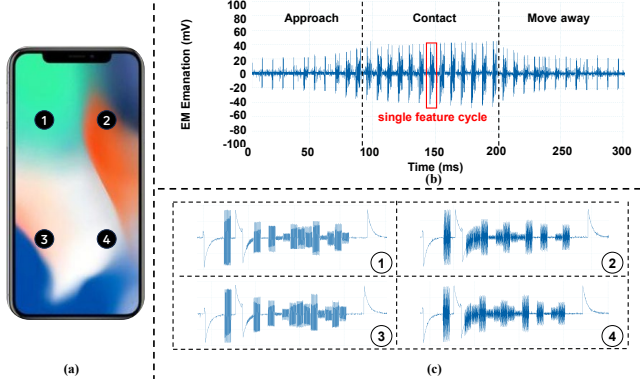 1
2
3
4
(a)
EM Emanation (mV)
100
80
60
40
20
0
-20
-40
-60
-80
-100
Approach
Contact
Move away
single feature cycle
0
50
100
150
200
250
300
Time (ms)
(b)
1
2
3
4
(c)